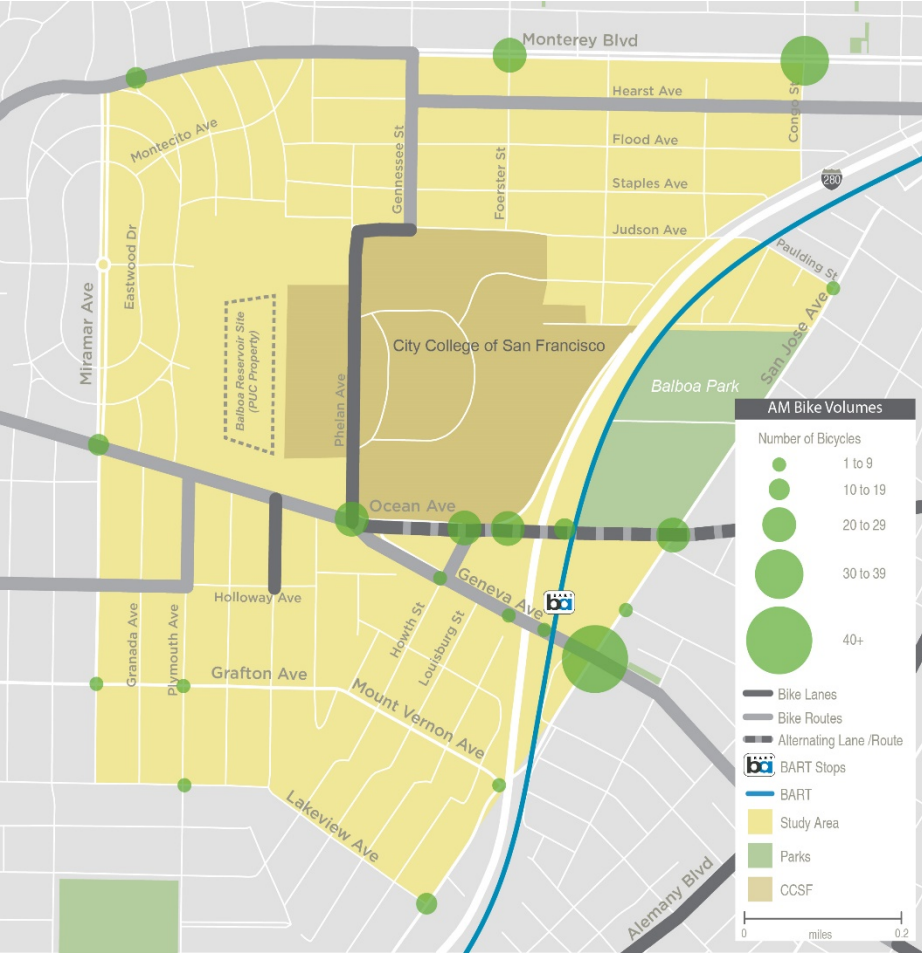 Monterey Blvd
Hearst Ave
Congo St
Montecito Ave
Gennessee St
Foerster St
Flood Ave
Staples Ave
280
Judson Ave
Paulding St
Eastwood Dr
Miramar Ave
Balboa Reservoir Site
(PUC Property)
City College of San Francisco
San Jose Ave
Balboa Park
Phelan Ave
Ocean Ave
Geneva Ave
ba
Holloway Ave
Howth St
Louisburg St
Granada Ave
Plymouth Ave
Grafton Ave
Mount Vernon Ave
Lakeview Ave
Alemany Blvd
AM Bike Volumes
Number of Bicycles
1 to 9
10 to 19
20 to 29
30 to 39
40+
Bike Lanes
Bike Routes
Alternating Lane /Route
ba
BART Stops
BART
Study Area
Parks
CCSF
0
miles
0.2